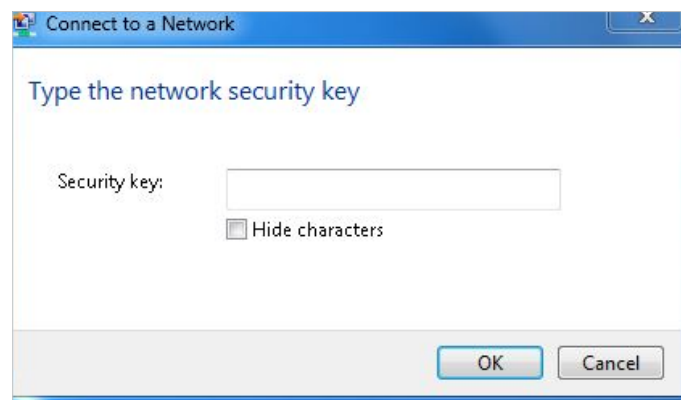 Connect to a Network
Type the network security key
Security key:
Hide characters
OK
Cancel